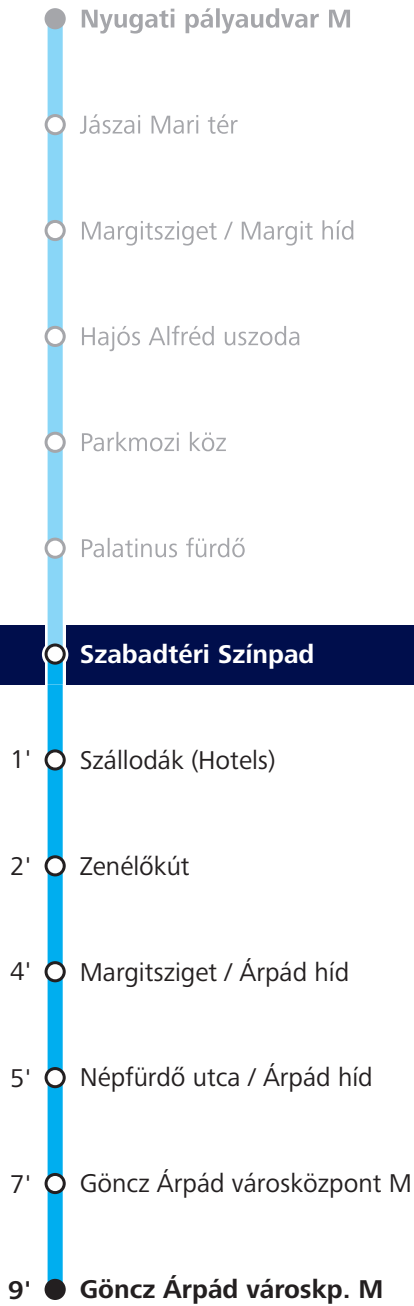 Nyugati pályaudvar M
Jászai Mari tér
Margitsziget / Margit híd
Hajós Alfréd uszoda
Parkmozi köz
Palatinus fürdő
Szabadtéri Színpad
1' Szállodák (Hotels)
2' Zenélőkút
4' Margitsziget / Árpád híd
5' Népfürdő utca / Árpád híd
7' Göncz Árpád városközpont M
9' Göncz Árpád városkp. M